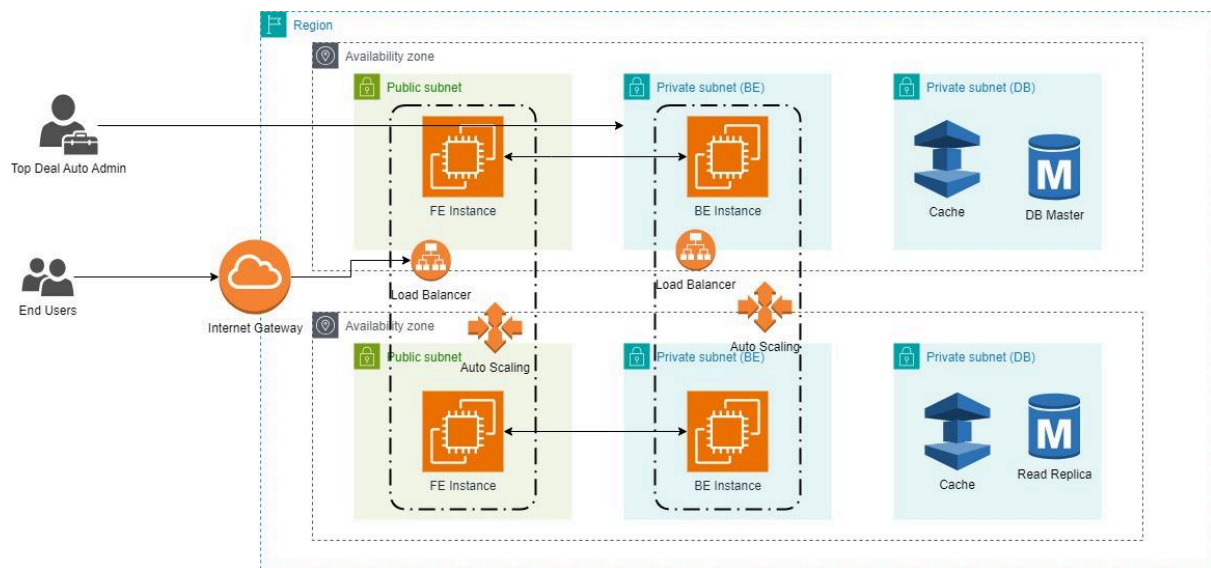 Region
Availability zone
Public subnet
Private subnet (BE)
Private subnet (DB)
Top Deal Auto Admin
FE Instance
BE Instance
Cache
M
DB Master
Load Balancer
Load Balancer
End Users
Internet Gateway
Availability zone
Auto Scaling
Auto Scaling
Public subnet
Private subnet (BE)
Private subnet (DB)
FE Instance
BE Instance
Cache
M
Read Replica